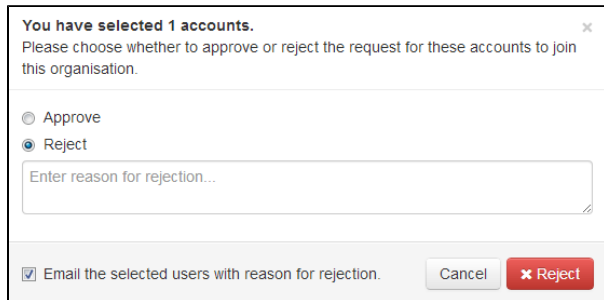 You have selected 1 accounts.
Please choose whether to approve or reject the request for these accounts to join
this organisation.
Approve
Reject
Enter reason for rejection...
Email the selected users with reason for rejection.
Cancel
Reject